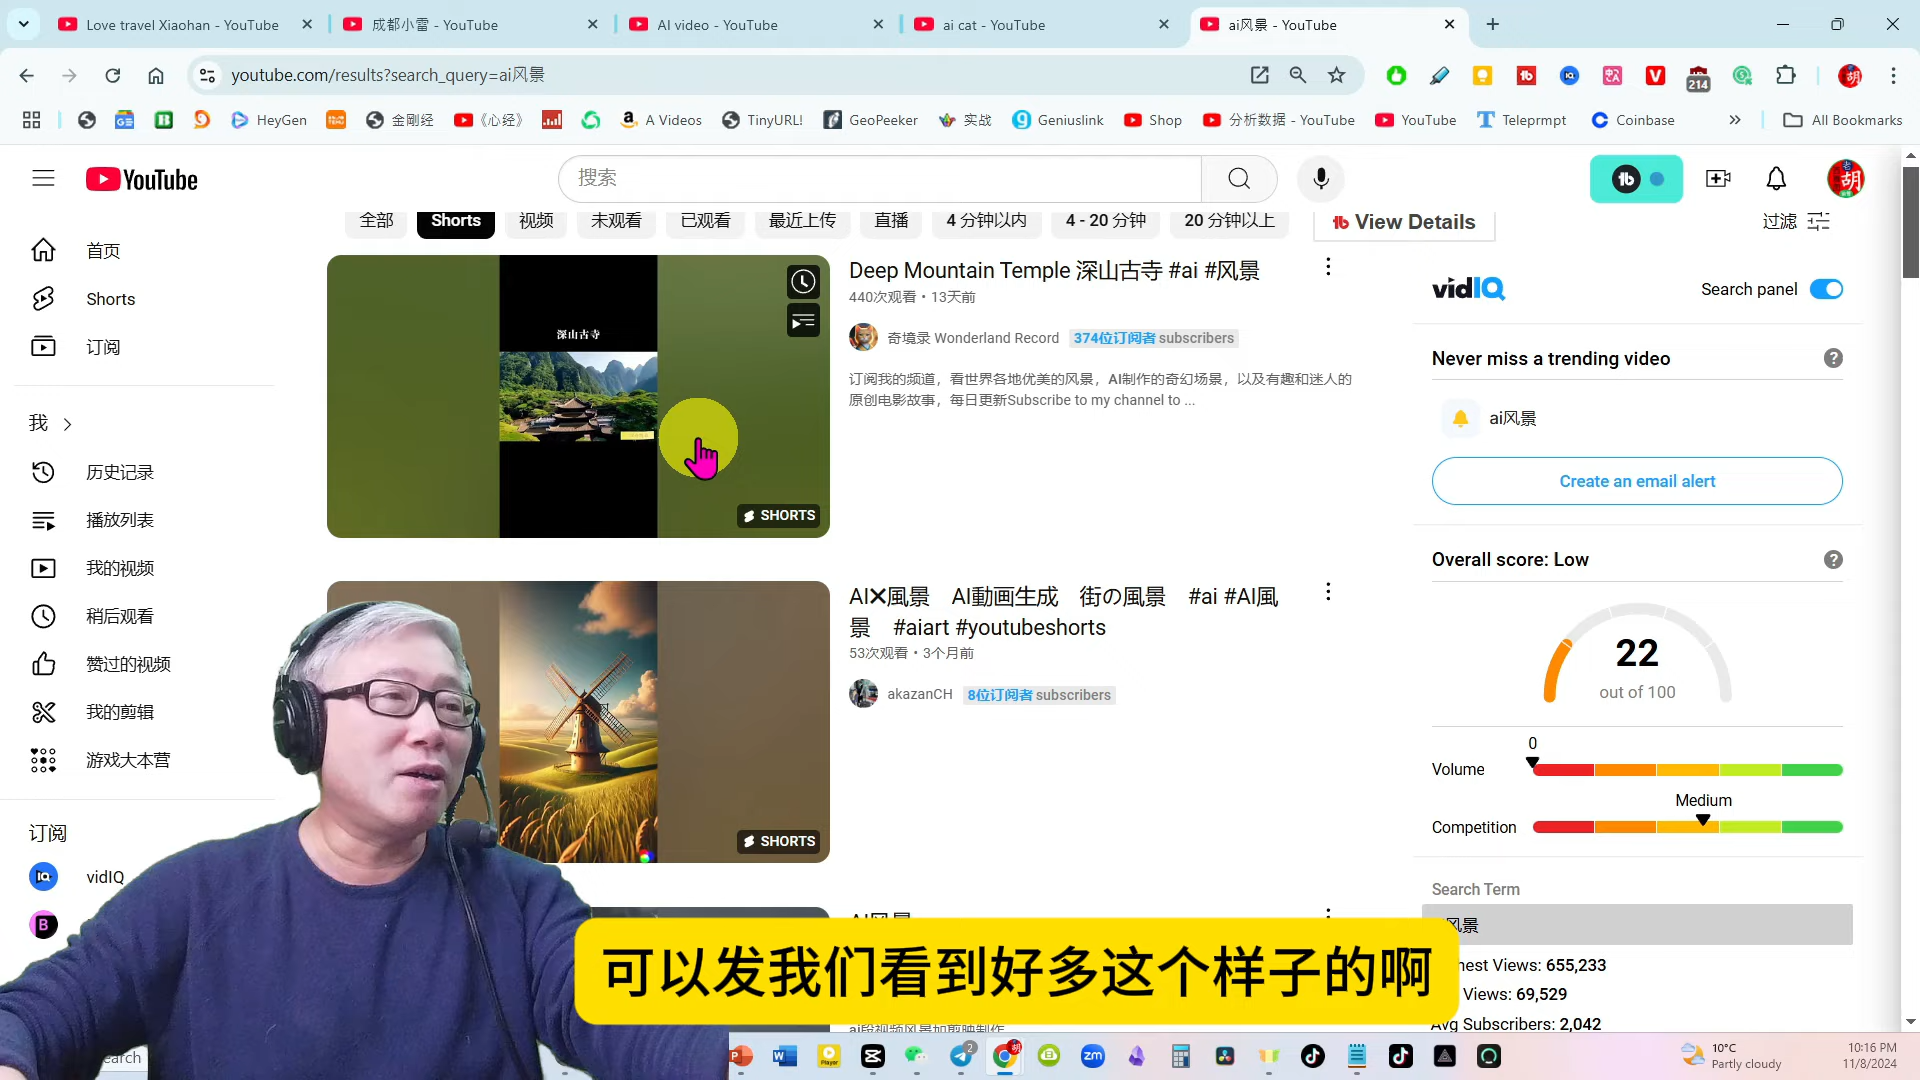 Love travel Xiaohan - YouTube
成都小雷 - YouTube
AI video - YouTube
ai cat - YouTube
ai风景 - YouTube
youtube.com/results?search_query=ai风景
214
HeyGen
金刚经
《心经》
A Videos
TinyURL!
GeoPeeker
实战
Geniuslink
Shop
分析数据 - YouTube
YouTube
Teleprmpt
Coinbase
All Bookmarks
YouTube
搜索
全部
Shorts
视频
未观看
已观看
最近上传
直播
4 分钟以内
4 - 20 分钟
20 分钟以上
View Details
过滤
首页
Shorts
订阅
我
历史记录
播放列表
我的视频
稍后观看
赞过的视频
我的剪辑
游戏大本营
订阅
vidIQ
深山古寺
SHORTS
Deep Mountain Temple 深山古寺 #ai #风景
440次观看 • 13天前
奇境录 Wonderland Record
374位订阅者 subscribers
订阅我的频道，看世界各地优美的风景，AI制作的奇幻场景，以及有趣和迷人的
原创电影故事，每日更新Subscribe to my channel to ...
SHORTS
AI❌風景　AI動画生成　街の風景　#ai #AI風
景　#aiart #youtubeshorts
53次观看 • 3个月前
akazanCH
8位订阅者 subscribers
vidIQ
Search panel
Never miss a trending video
ai风景
Create an email alert
Overall score: Low
22
out of 100
0
Volume
Medium
Competition
Search Term
风景
655,233
Views: 69,529
Avg Subscribers: 2,042
可以发我们看到好多这个样子的啊
10°C
Partly cloudy
10:16 PM
11/8/2024